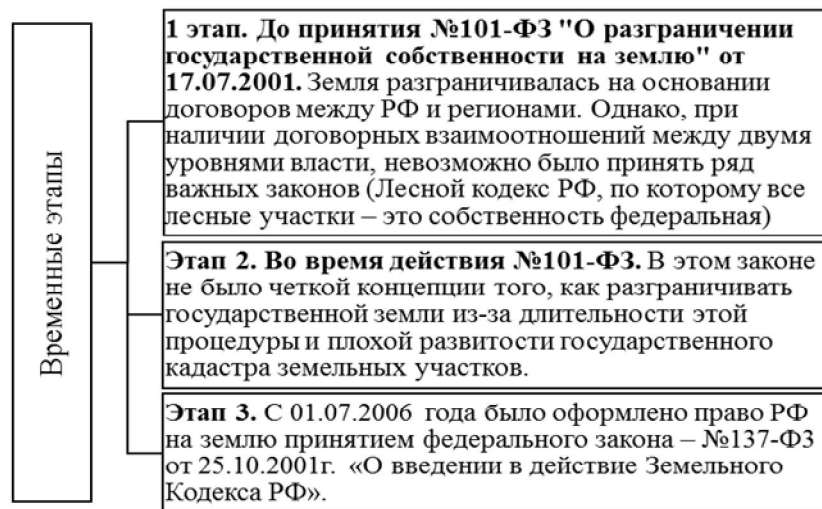 Временные этапы
1 этап. До принятия №101-ФЗ "О разграничении
государственной собственности на землю" от
17.07.2001. Земля разграничивалась на основании
договоров между РФ и регионами. Однако, при
наличии договорных взаимоотношений между двумя
уровнями власти, невозможно было принять ряд
важных законов (Лесной кодекс РФ, по которому все
лесные участки – это собственность федеральная)
Этап 2. Во время действия №101-ФЗ. В этом законе
не было четкой концепции того, как разграничивать
государственной земли из-за длительности этой
процедуры и плохой развитости государственного
кадастра земельных участков.
Этап 3. С 01.07.2006 года было оформлено право РФ
на землю принятием федерального закона – №137-ФЗ
от 25.10.2001г. «О введении в действие Земельного
Кодекса РФ».